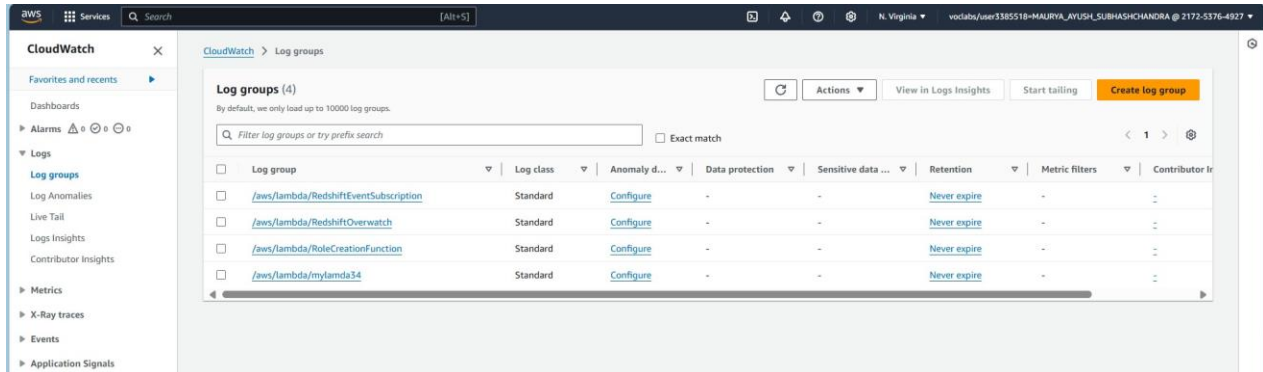 aws Services Search [Alt+S] N. Virginia voclabs/user3385518=MAURYA_AYUSH_SUBHASHCHANDRA @ 2172-5376-4927
CloudWatch
Favorites and recents
Dashboards
Alarms 0 0 0
Logs
Log groups
Log Anomalies
Live Tail
Logs Insights
Contributor Insights
Metrics
X-Ray traces
Events
Application Signals
CloudWatch > Log groups
Log groups (4)
By default, we only load up to 10000 log groups.
Actions View in Logs Insights Start tailing Create log group
Filter log groups or try prefix search Exact match 1
Log group Log class Anomaly d... Data protection Sensitive data ... Retention Metric filters Contributor In
/aws/lambda/RedshiftEventSubscription Standard Configure - - Never expire - -
/aws/lambda/RedshiftOverwatch Standard Configure - - Never expire - -
/aws/lambda/RoleCreationFunction Standard Configure - - Never expire - -
/aws/lambda/mylamda34 Standard Configure - - Never expire - -